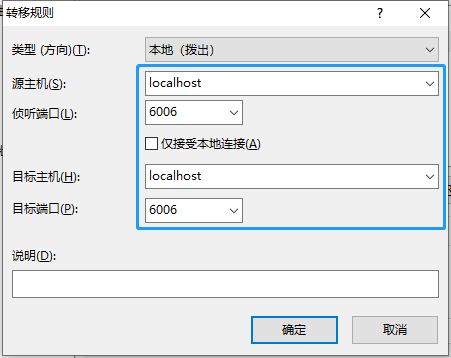 转移规则
?
类型 (方向)(T):
本地（拨出）
源主机(S):
localhost
侦听端口(L):
6006
仅接受本地连接(A)
目标主机(H):
localhost
目标端口(P):
6006
说明(D):
确定
取消